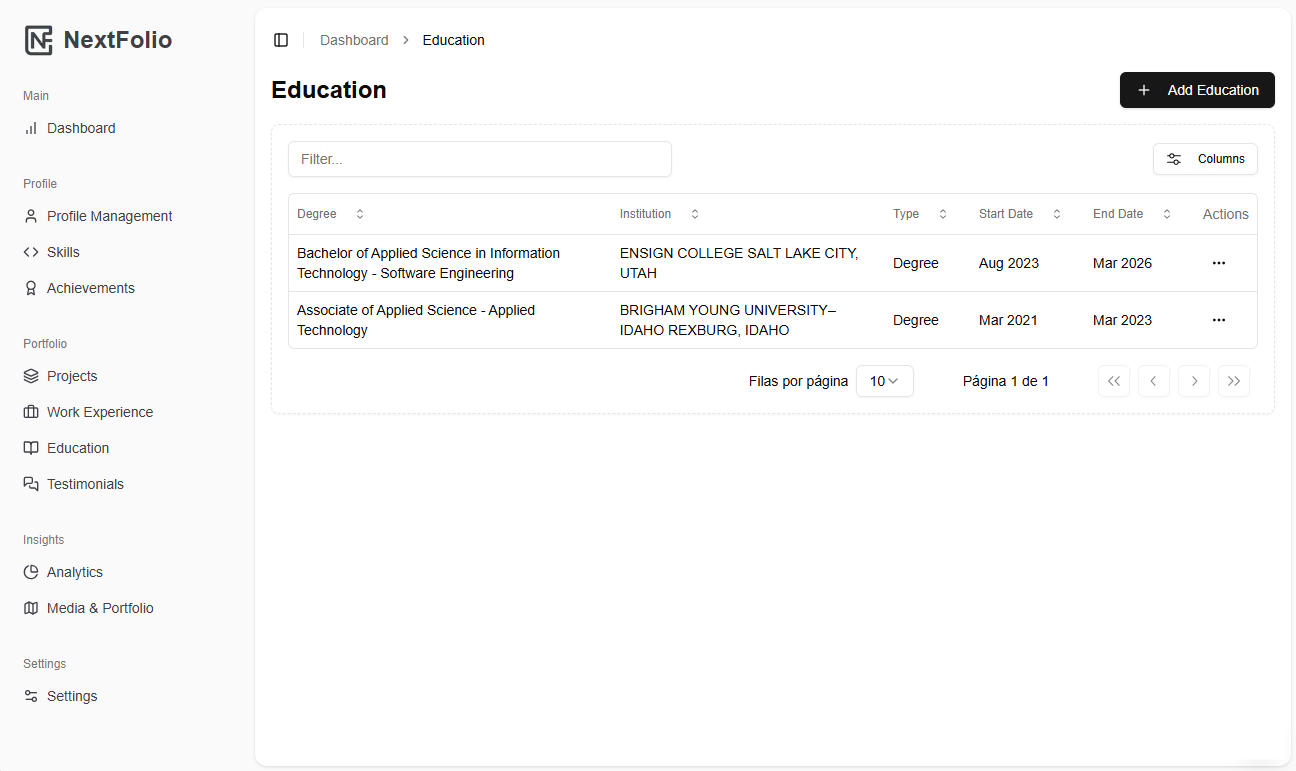 NextFolio
Main
Dashboard
Profile
Profile Management
Skills
Achievements
Portfolio
Projects
Work Experience
Education
Testimonials
Insights
Analytics
Media & Portfolio
Settings
Settings
Dashboard > Education
Education
+ Add Education
Filter...
Columns
Degree Institution Type Start Date End Date Actions
Bachelor of Applied Science in Information
Technology - Software Engineering
ENSIGN COLLEGE SALT LAKE CITY,
UTAH
Degree
Aug 2023
Mar 2026
Associate of Applied Science - Applied
Technology
BRIGHAM YOUNG UNIVERSITY–
IDAHO REXBURG, IDAHO
Degree
Mar 2021
Mar 2023
Filas por página 10
Página 1 de 1